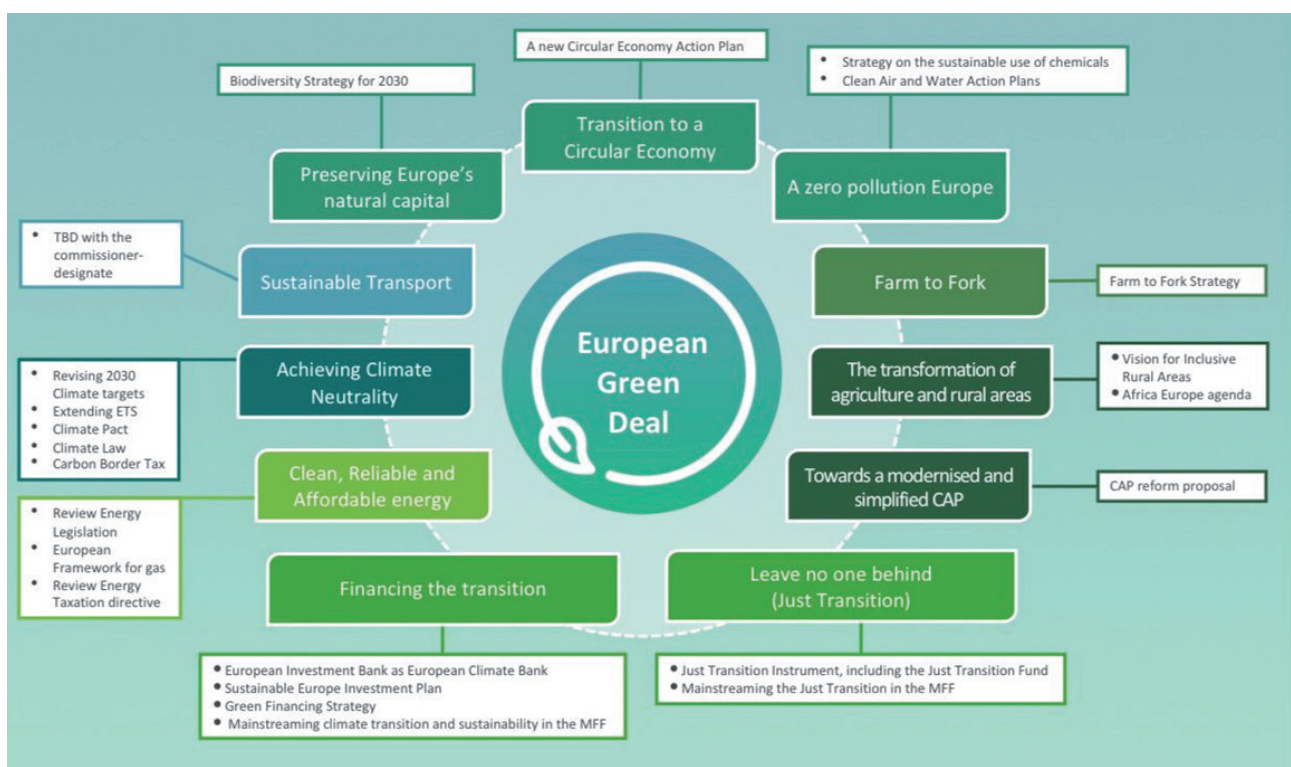 A new Circular Economy Action Plan
Biodiversity Strategy for 2030
• Strategy on the sustainable use of chemicals
• Clean Air and Water Action Plans
Transition to a
Circular Economy
Preserving Europe's
natural capital
A zero pollution Europe
• TBD with the
commissioner-
designate
Sustainable Transport
Farm to Fork
Farm to Fork Strategy
European
Green
Deal
• Revising 2030
Climate targets
• Extending ETS
• Climate Pact
• Climate Law
• Carbon Border Tax
Achieving Climate
Neutrality
The transformation of
agriculture and rural areas
• Vision for Inclusive
Rural Areas
• Africa Europe agenda
Clean, Reliable and
Affordable energy
Towards a modernised and
simplified CAP
CAP reform proposal
• Review Energy
Legislation
• European
Framework for gas
• Review Energy
Taxation directive
Financing the transition
Leave no one behind
(Just Transition)
• European Investment Bank as European Climate Bank
• Sustainable Europe Investment Plan
• Green Financing Strategy
• Mainstreaming climate transition and sustainability in the MFF
• Just Transition Instrument, including the Just Transition Fund
• Mainstreaming the Just Transition in the MFF